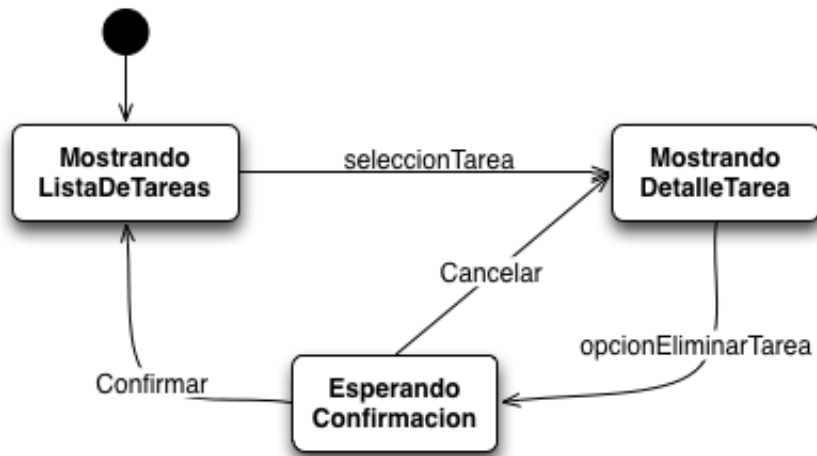 Mostrando
ListaDeTareas
seleccionTarea
Mostrando
DetalleTarea
Cancelar
opcionEliminarTarea
Confirmar
Esperando
Confirmacion